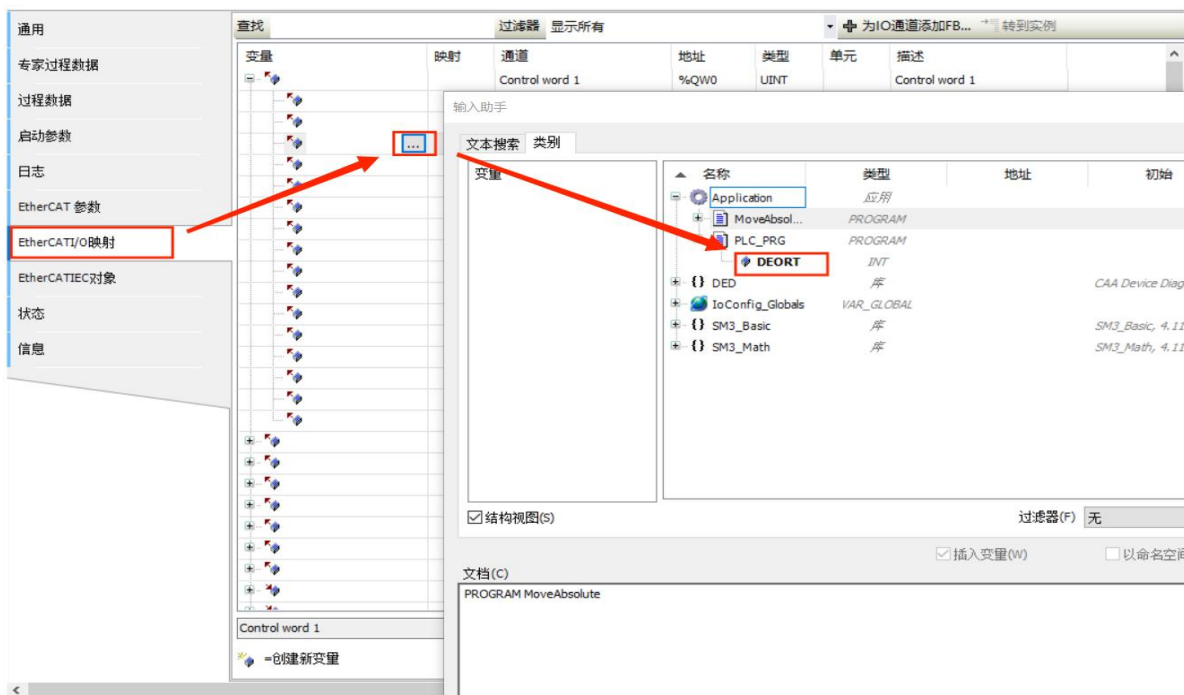 通用
专家过程数据
过程数据
启动参数
日志
EtherCAT 参数
EtherCATI/O映射
EtherCATIEC对象
状态
信息
查找 过滤器 显示所有 为IO通道添加FB... 转到实例
变量 映射 通道 地址 类型 单元 描述
Control word 1 %QW0 UINT Control word 1
...
输入助手
文本搜索 类别
变量
名称 类型 地址 初始
Application 应用
MoveAbsol... PROGRAM
PLC_PRG PROGRAM
DEORT INT
DED 库 CAA Device Diag
IoConfig_Globals VAR_GLOBAL
SM3_Basic 库 SM3_Basic, 4.11
SM3_Math 库 SM3_Math, 4.11
结构视图(S) 过滤器(F) 无
插入变量(W) 以命名空间
文档(C)
PROGRAM MoveAbsolute
Control word 1
=创建新变量